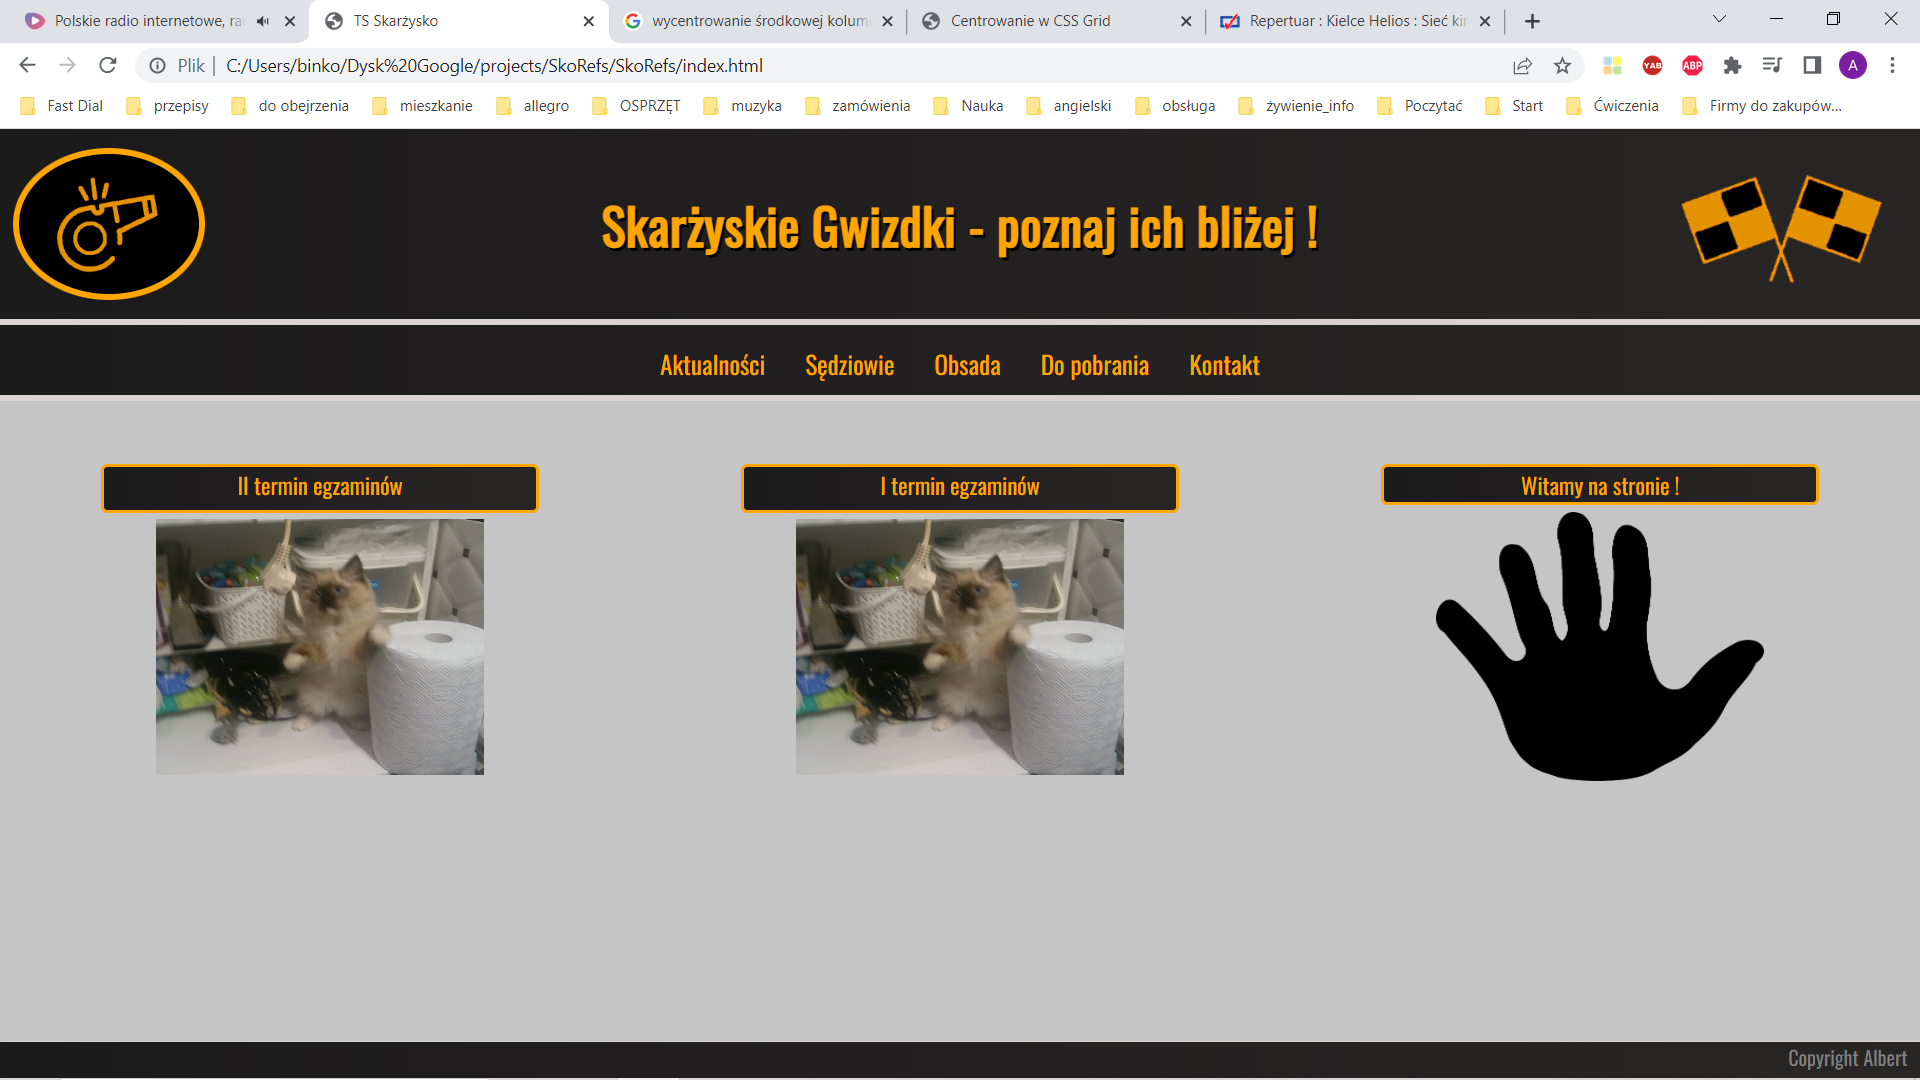 Polskie radio internetowe, ra
TS Skarżysko
wycentrowanie środkowej kolum
Centrowanie w CSS Grid
Repertuar : Kielce Helios : Sieć kin
Plik
C:/Users/binko/Dysk%20Google/projects/SkoRefs/SkoRefs/index.html
YAB
ABP
A
Fast Dial
przepisy
do obejrzenia
mieszkanie
allegro
OSPRZĘT
muzyka
zamówienia
Nauka
angielski
obsługa
żywienie_info
Poczytać
Start
Ćwiczenia
Firmy do zakupów...
Skarżyskie Gwizdki - poznaj ich bliżej !
Aktualności
Sędziowie
Obsada
Do pobrania
Kontakt
II termin egzaminów
I termin egzaminów
Witamy na stronie !
Copyright Albert